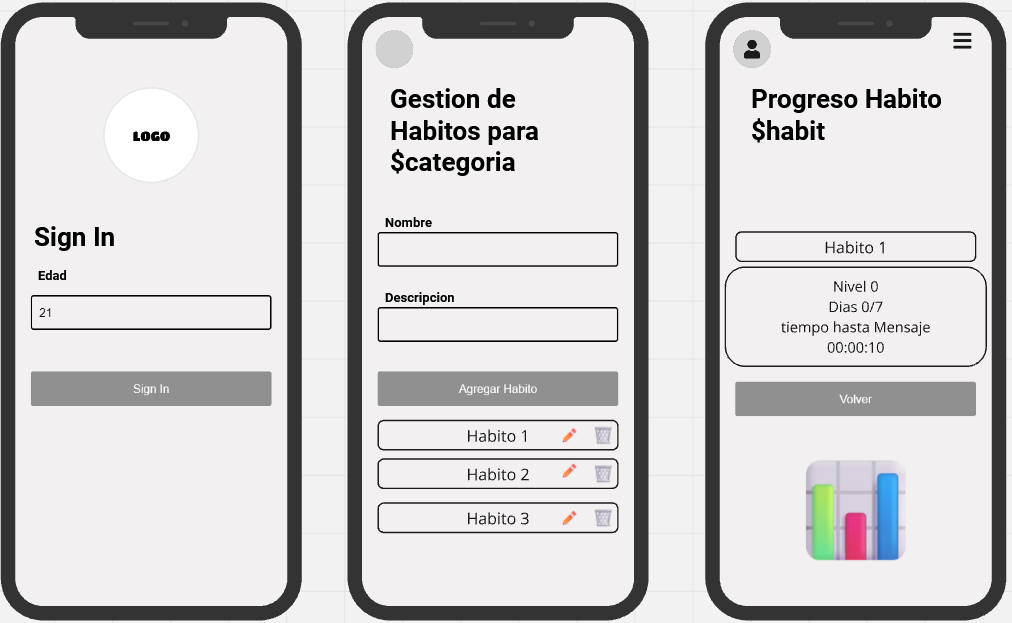 LOGO
Sign In
Edad
21
Sign In
Gestion de
Habitos para
$categoria
Nombre
Descripcion
Agregar Habito
Habito 1
Habito 2
Habito 3
Progreso Habito
$habit
Habito 1
Nivel 0
Dias 0/7
tiempo hasta Mensaje
00:00:10
Volver